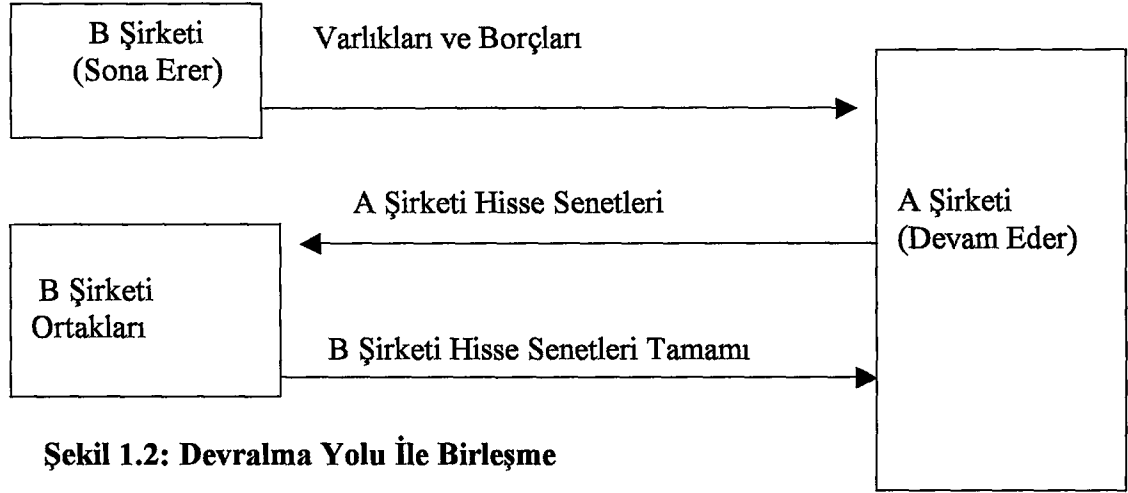 B Şirketi
(Sona Erer)
Varlıkları ve Borçları
A Şirketi Hisse Senetleri
A Şirketi
(Devam Eder)
B Şirketi
Ortakları
B Şirketi Hisse Senetleri Tamamı
Şekil 1.2: Devralma Yolu İle Birleşme